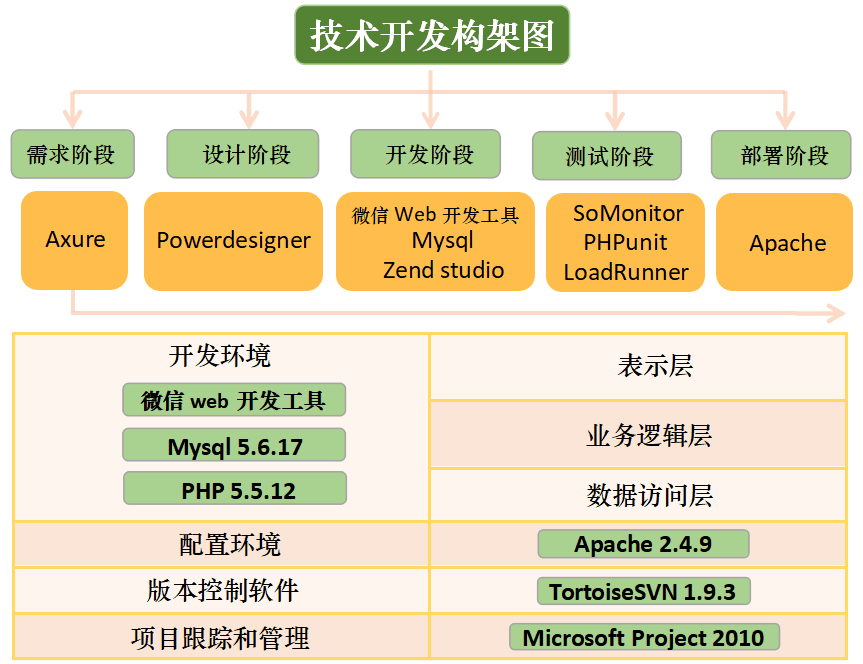 技术开发构架图
需求阶段
设计阶段
开发阶段
测试阶段
部署阶段
Axure
Powerdesigner
微信 Web 开发工具
Mysql
Zend studio
SoMonitor
PHPunit
LoadRunner
Apache
开发环境
微信 web 开发工具
Mysql 5.6.17
PHP 5.5.12
表示层
业务逻辑层
数据访问层
配置环境
Apache 2.4.9
版本控制软件
TortoiseSVN 1.9.3
项目跟踪和管理
Microsoft Project 2010